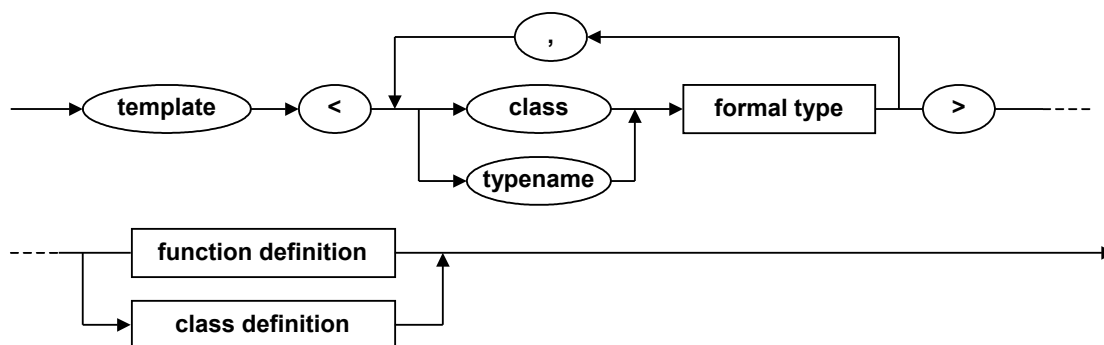 ,
template < class formal type >
typename
function definition
class definition